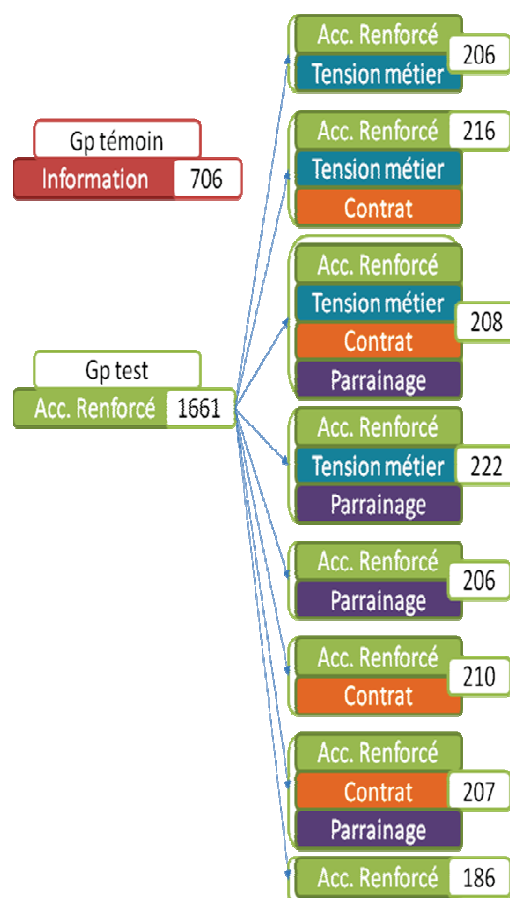 Gp témoin
Information 706
Gp test
Acc. Renforcé 1661
Acc. Renforcé
Tension métier
206
Acc. Renforcé
216
Tension métier
Contrat
Acc. Renforcé
Tension métier
208
Contrat
Parrainage
Acc. Renforcé
Tension métier
222
Parrainage
Acc. Renforcé
206
Parrainage
Acc. Renforcé
210
Contrat
Acc. Renforcé
Contrat
207
Parrainage
Acc. Renforcé
186